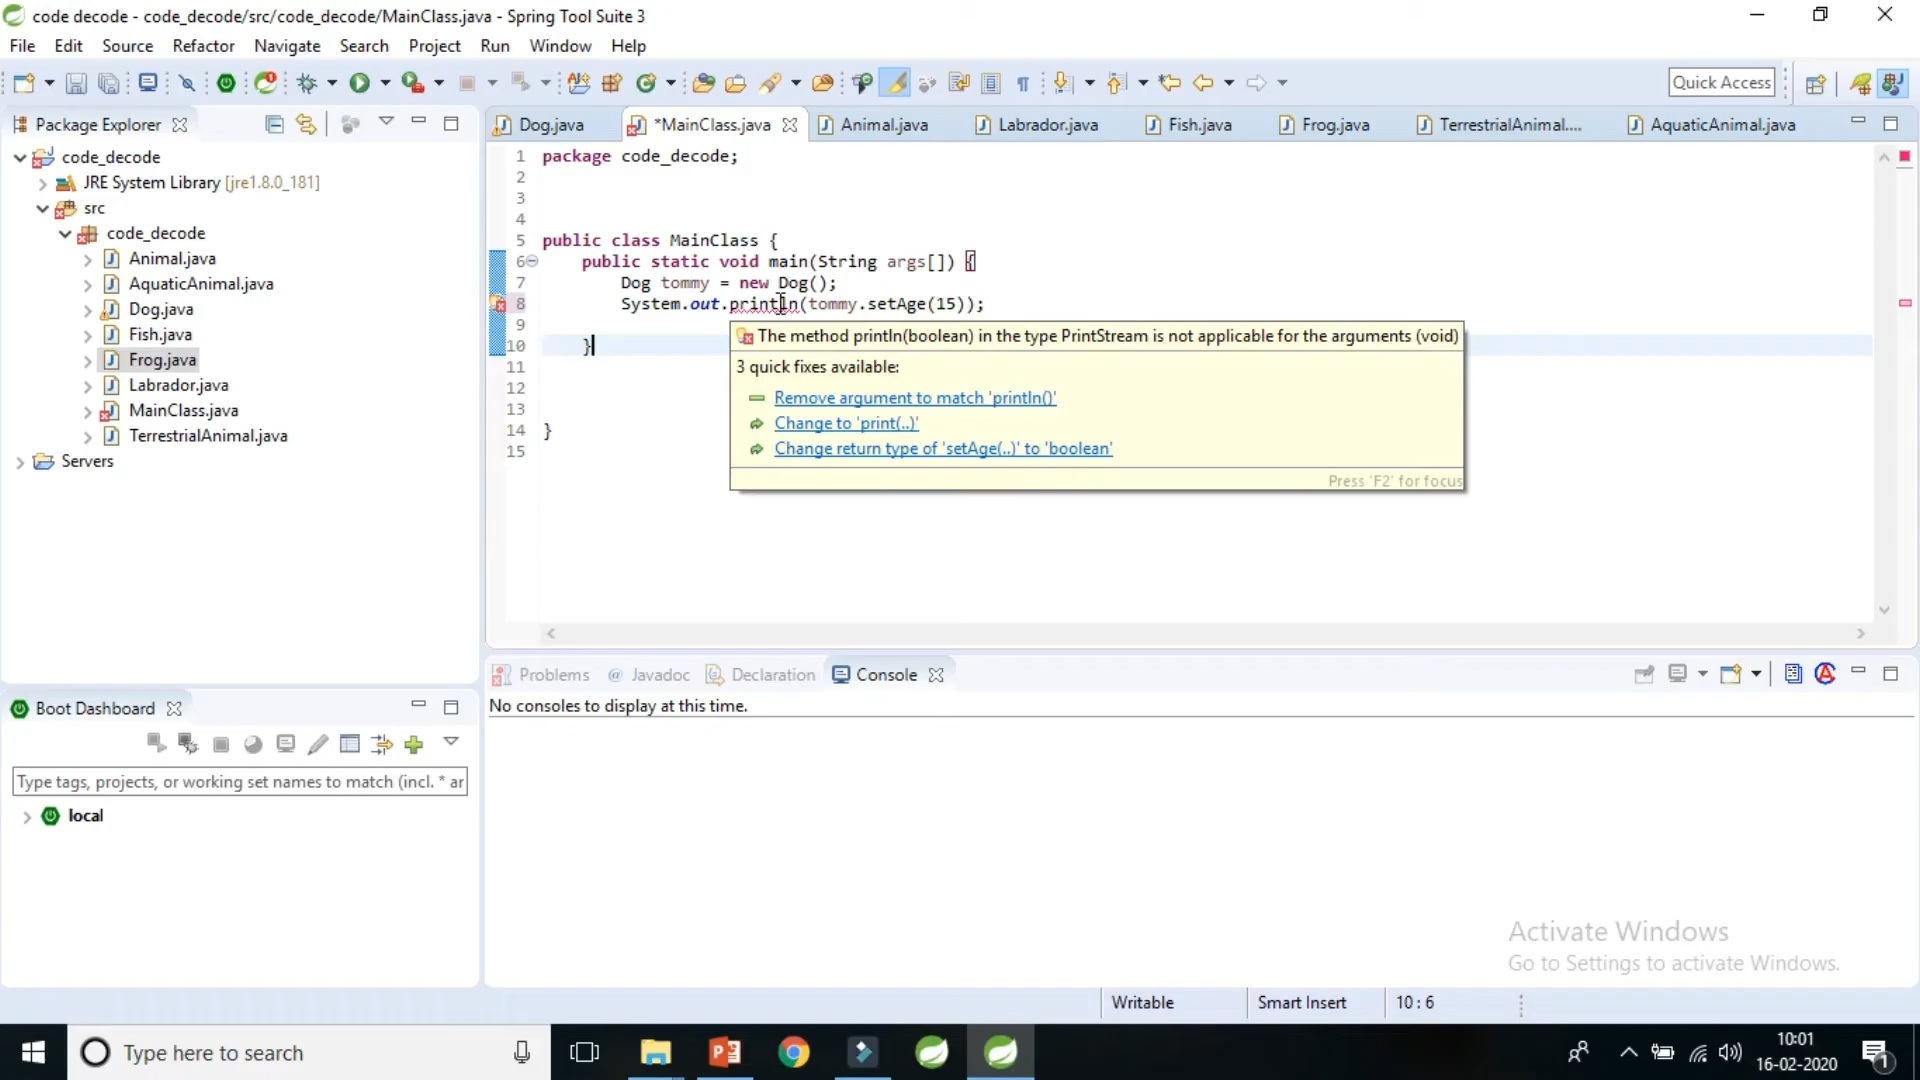 code decode - code_decode/src/code_decode/MainClass.java - Spring Tool Suite 3
File Edit Source Refactor Navigate Search Project Run Window Help
Quick Access
Package Explorer
code_decode
JRE System Library [jre1.8.0_181]
src
code_decode
Animal.java
AquaticAnimal.java
Dog.java
Fish.java
Frog.java
Labrador.java
MainClass.java
TerrestrialAnimal.java
Servers
Dog.java *MainClass.java Animal.java Labrador.java Fish.java Frog.java TerrestrialAnimal.... AquaticAnimal.java
1 package code_decode;
2
3
4
5 public class MainClass {
6 public static void main(String args[]) {
7 Dog tommy = new Dog();
8 System.out.println(tommy.setAge(15));
9
10 }
11
12
13
14 }
15
The method println(boolean) in the type PrintStream is not applicable for the arguments (void)
3 quick fixes available:
Remove argument to match 'println()'
Change to 'print(..)'
Change return type of 'setAge(..)' to 'boolean'
Press 'F2' for focus
Problems @ Javadoc Declaration Console
No consoles to display at this time.
Boot Dashboard
Type tags, projects, or working set names to match (incl. * ar
local
Activate Windows
Go to Settings to activate Windows.
Writable Smart Insert 10 : 6
Type here to search
10:01
16-02-2020
1